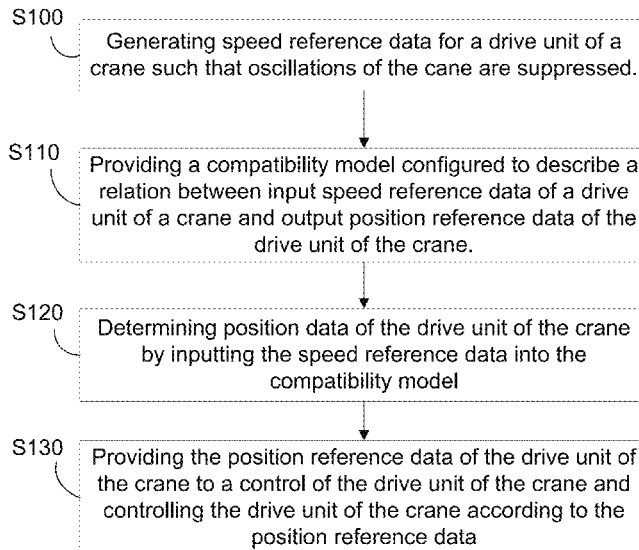 S100
Generating speed reference data for a drive unit of a
crane such that oscillations of the cane are suppressed.
S110
Providing a compatibility model configured to describe a
relation between input speed reference data of a drive
unit of a crane and output position reference data of the
drive unit of the crane.
S120
Determining position data of the drive unit of the crane
by inputting the speed reference data into the
compatibility model
S130
Providing the position reference data of the drive unit of
the crane to a control of the drive unit of the crane and
controlling the drive unit of the crane according to the
position reference data